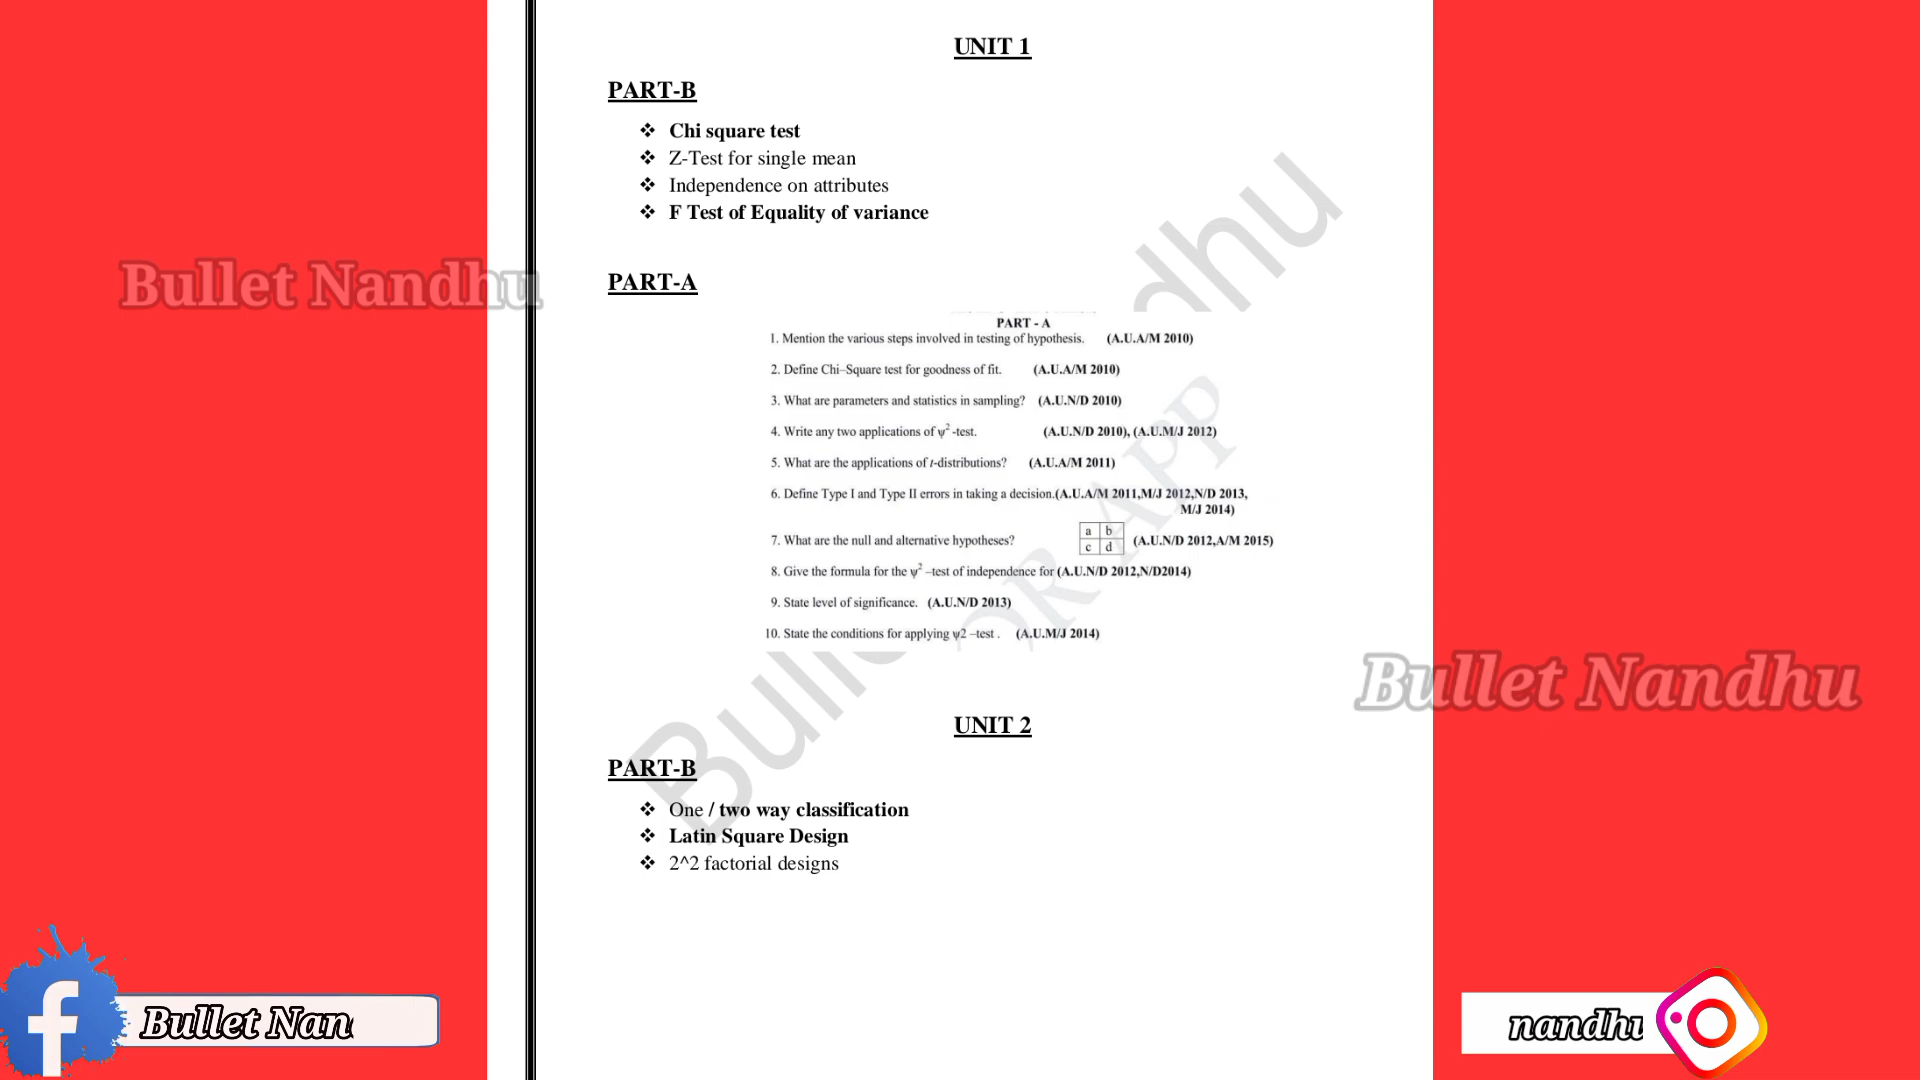 UNIT 1
PART-B
❖ Chi square test
❖ Z-Test for single mean
❖ Independence on attributes
❖ F Test of Equality of variance
Bullet Nandhu
PART-A
PART - A
1. Mention the various steps involved in testing of hypothesis. (A.U.A/M 2010)
2. Define Chi–Square test for goodness of fit. (A.U.A/M 2010)
3. What are parameters and statistics in sampling? (A.U.N/D 2010)
4. Write any two applications of ψ² -test. (A.U.N/D 2010), (A.U.M/J 2012)
5. What are the applications of t-distributions? (A.U.A/M 2011)
6. Define Type I and Type II errors in taking a decision.(A.U.A/M 2011,M/J 2012,N/D 2013,
M/J 2014)
a b
7. What are the null and alternative hypotheses? (A.U.N/D 2012,A/M 2015)
c d
8. Give the formula for the ψ² –test of independence for (A.U.N/D 2012,N/D2014)
9. State level of significance. (A.U.N/D 2013)
10. State the conditions for applying ψ2 –test . (A.U.M/J 2014)
Bullet Nandhu
UNIT 2
PART-B
❖ One / two way classification
❖ Latin Square Design
❖ 2^2 factorial designs
Bullet Nan
nandhu